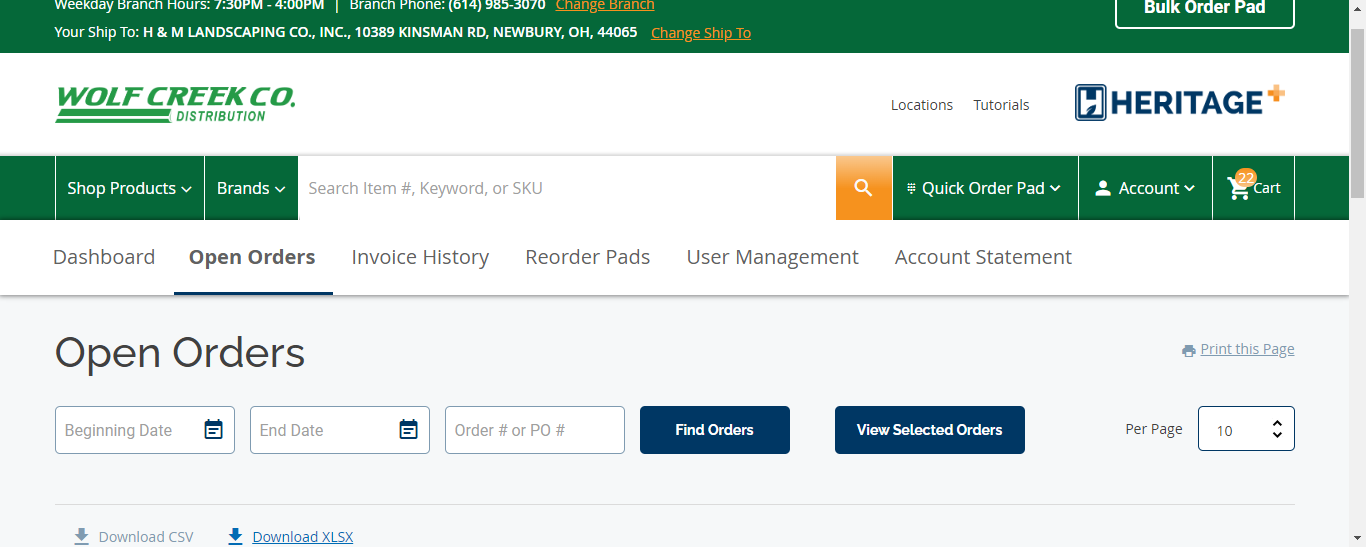 Weekday Branch Hours: 7:30PM - 4:00PM | Branch Phone: (614) 985-3070 Change Branch
Bulk Order Pad
Your Ship To: H & M LANDSCAPING CO., INC., 10389 KINSMAN RD, NEWBURY, OH, 44065 Change Ship To
WOLF CREEK CO.
DISTRIBUTION
Locations Tutorials
HERITAGE+
Shop Products Brands Search Item #, Keyword, or SKU Quick Order Pad Account 22 Cart
Dashboard Open Orders Invoice History Reorder Pads User Management Account Statement
Open Orders
Print this Page
Beginning Date End Date Order # or PO # Find Orders View Selected Orders Per Page 10
Download CSV Download XLSX